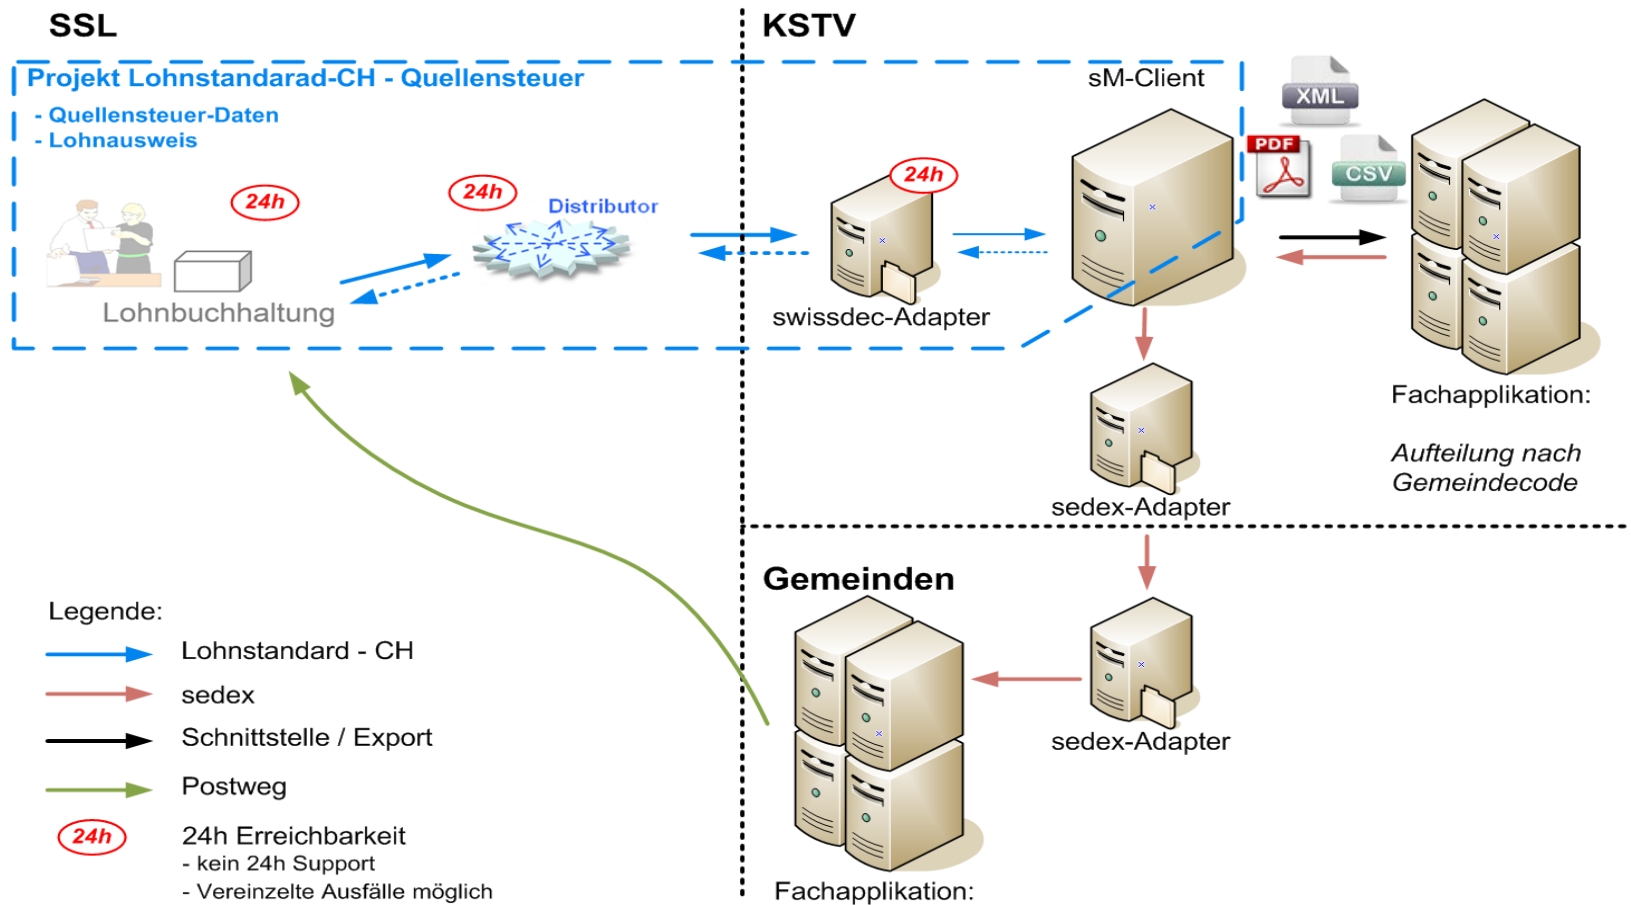 SSL
KSTV
Projekt Lohnstandarad-CH - Quellensteuer
- Quellensteuer-Daten
- Lohnausweis
sM-Client
XML
PDF
CSV
24h
24h
24h
Distributor
Lohnbuchhaltung
swissdec-Adapter
Fachapplikation:
Aufteilung nach
Gemeindecode
sedex-Adapter
Gemeinden
sedex-Adapter
Fachapplikation:
Legende:
Lohnstandard - CH
sedex
Schnittstelle / Export
Postweg
24h
24h Erreichbarkeit
- kein 24h Support
- Vereinzelte Ausfälle möglich